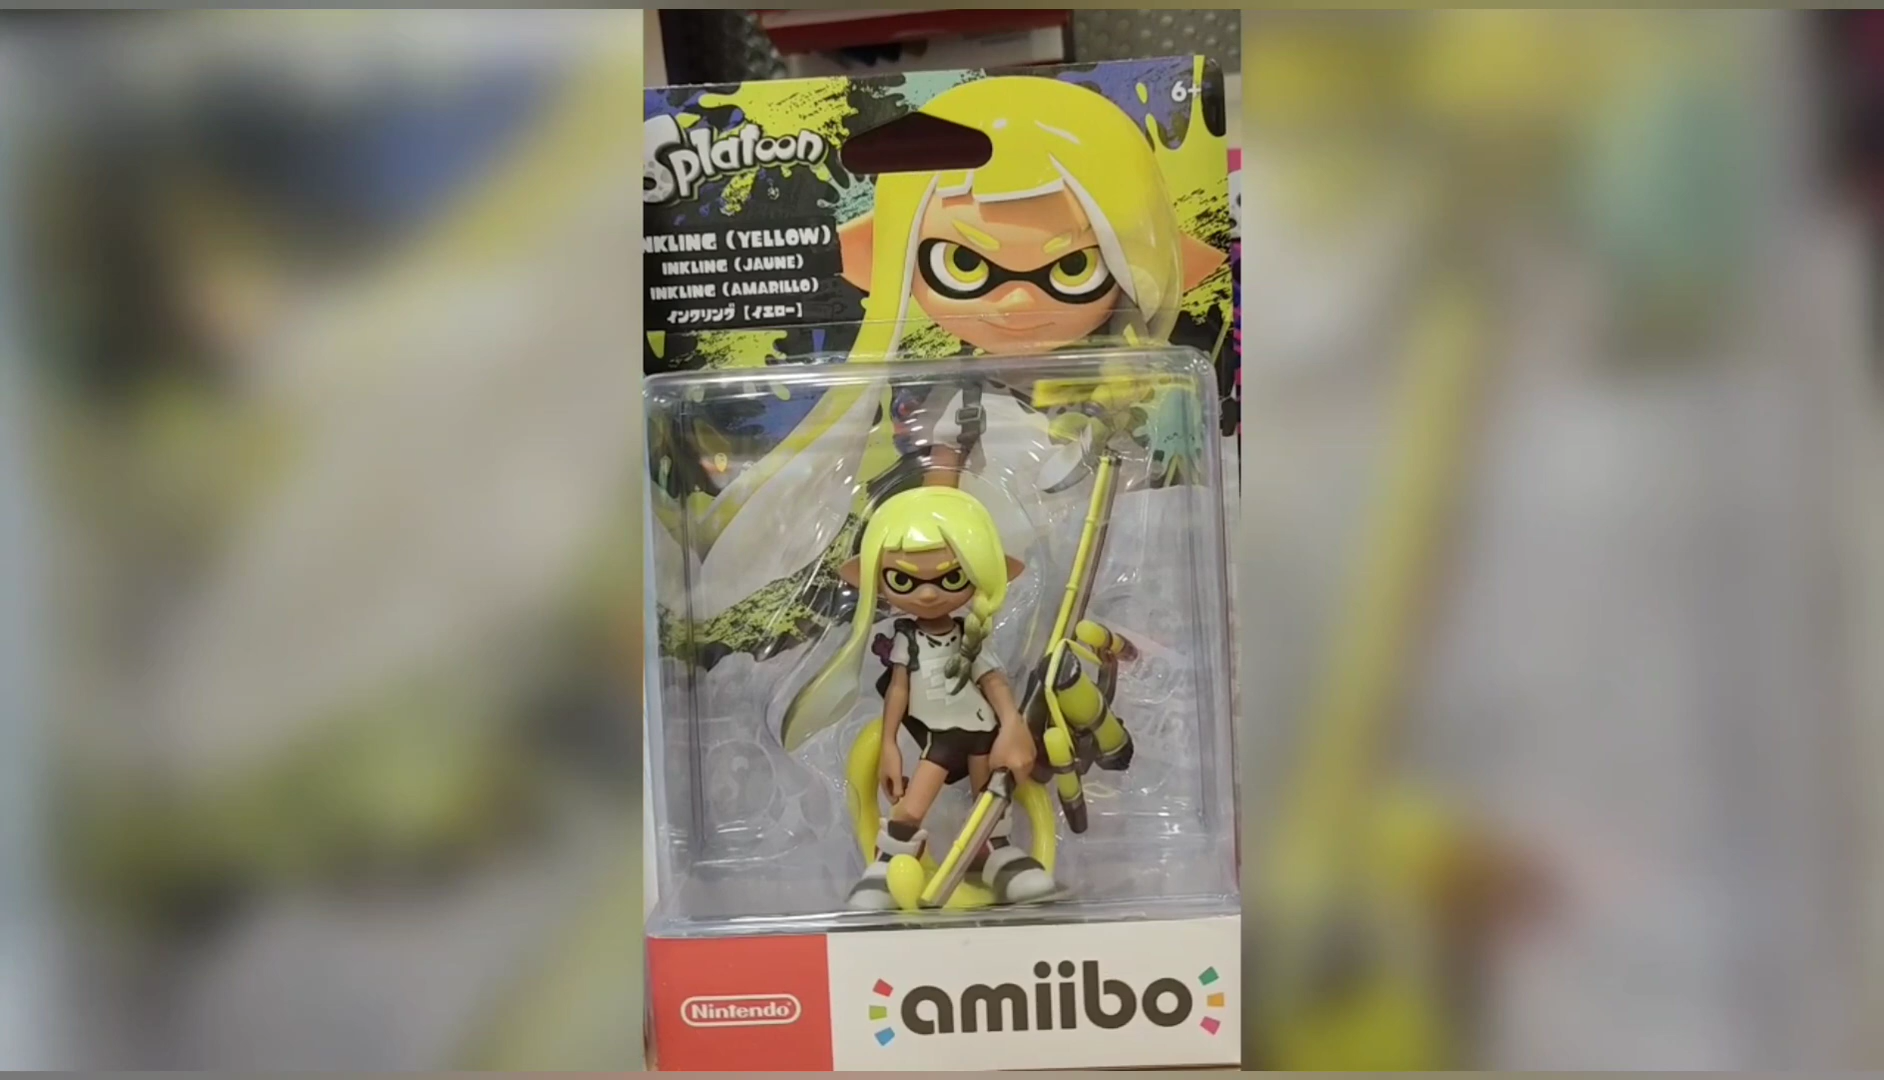 Splatoon
6+
NKLING (YELLOW)
INKLING (JAUNE)
INKLING (AMARILLO)
インクリング【イエロー】
Nintendo
amiibo